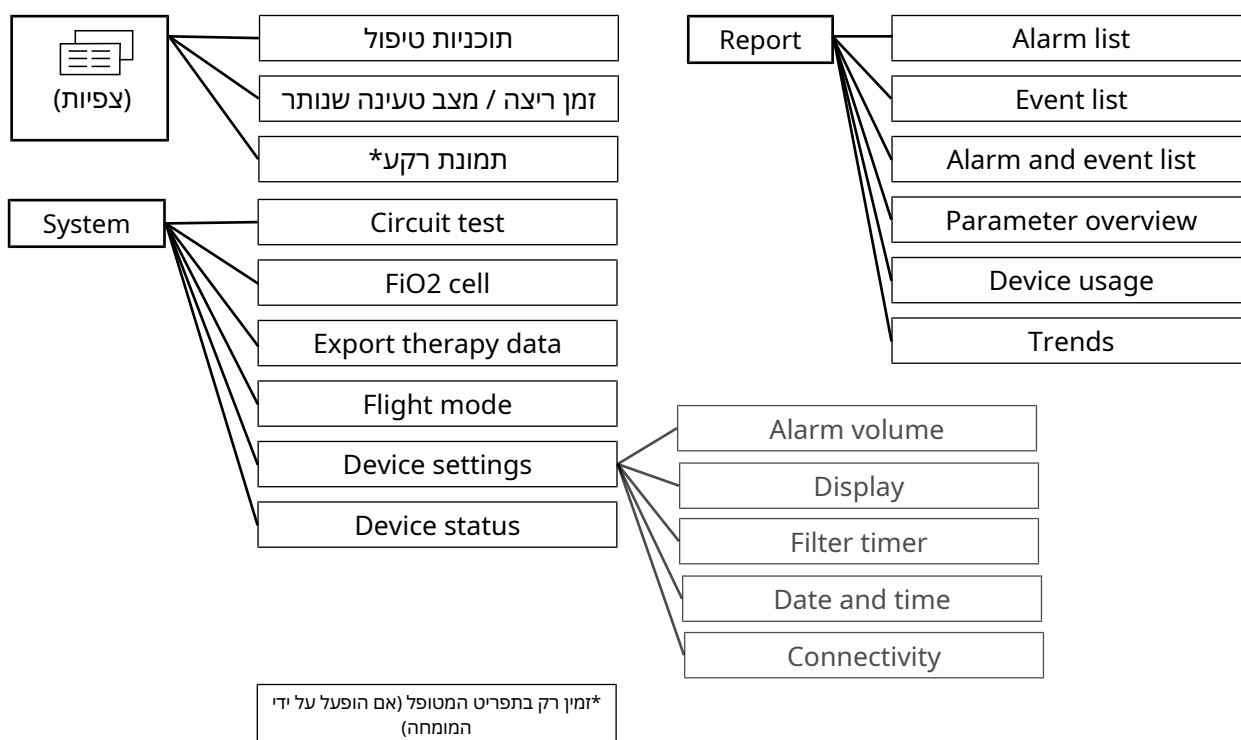 (צפיות)
תוכניות טיפול
זמן ריצה / מצב טעינה שנותר
תמונת רקע*
System
Circuit test
FiO2 cell
Export therapy data
Flight mode
Device settings
Device status
Alarm volume
Display
Filter timer
Date and time
Connectivity
Report
Alarm list
Event list
Alarm and event list
Parameter overview
Device usage
Trends
*זמין רק בתפריט המטופל (אם הופעל על ידי
המומחה)